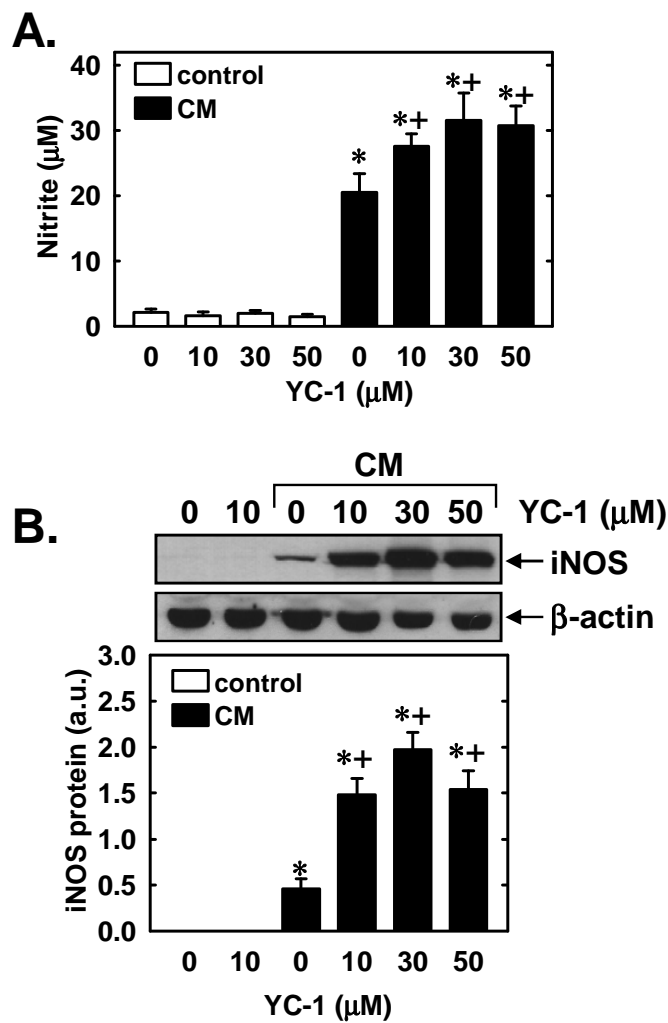 A.
40
30
20
10
0
Nitrite (μM)
control
CM
*
*+
*+
*+
0 10 30 50 0 10 30 50
YC-1 (μM)
B.
CM
0 10 0 10 30 50 YC-1 (μM)
iNOS
β-actin
3.0
2.5
2.0
1.5
1.0
0.5
0.0
iNOS protein (a.u.)
control
CM
*
*+
*+
*+
0 10 0 10 30 50
YC-1 (μM)